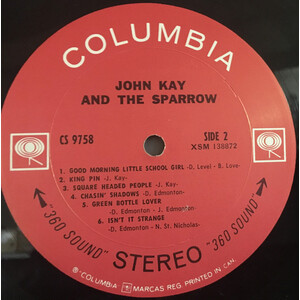 COLUMBIA
JOHN KAY
AND THE SPARROW
CS 9758
SIDE 2
XSM 138872
1. GOOD MORNING LITTLE SCHOOL GIRL - D. Level - B. Love -
2. KING PIN - J. Kay -
3. SQUARE HEADED PEOPLE - J. Kay -
4. CHASIN' SHADOWS - D. Edmonton -
5. GREEN BOTTLE LOVER
- D. Edmonton - J. Edmonton
6. ISN'T IT STRANGE
- D. Edmonton - N. St. Nicholas -
"360 SOUND" STEREO "360 SOUND"
® COLUMBIA MARCAS REG. PRINTED IN CAN.